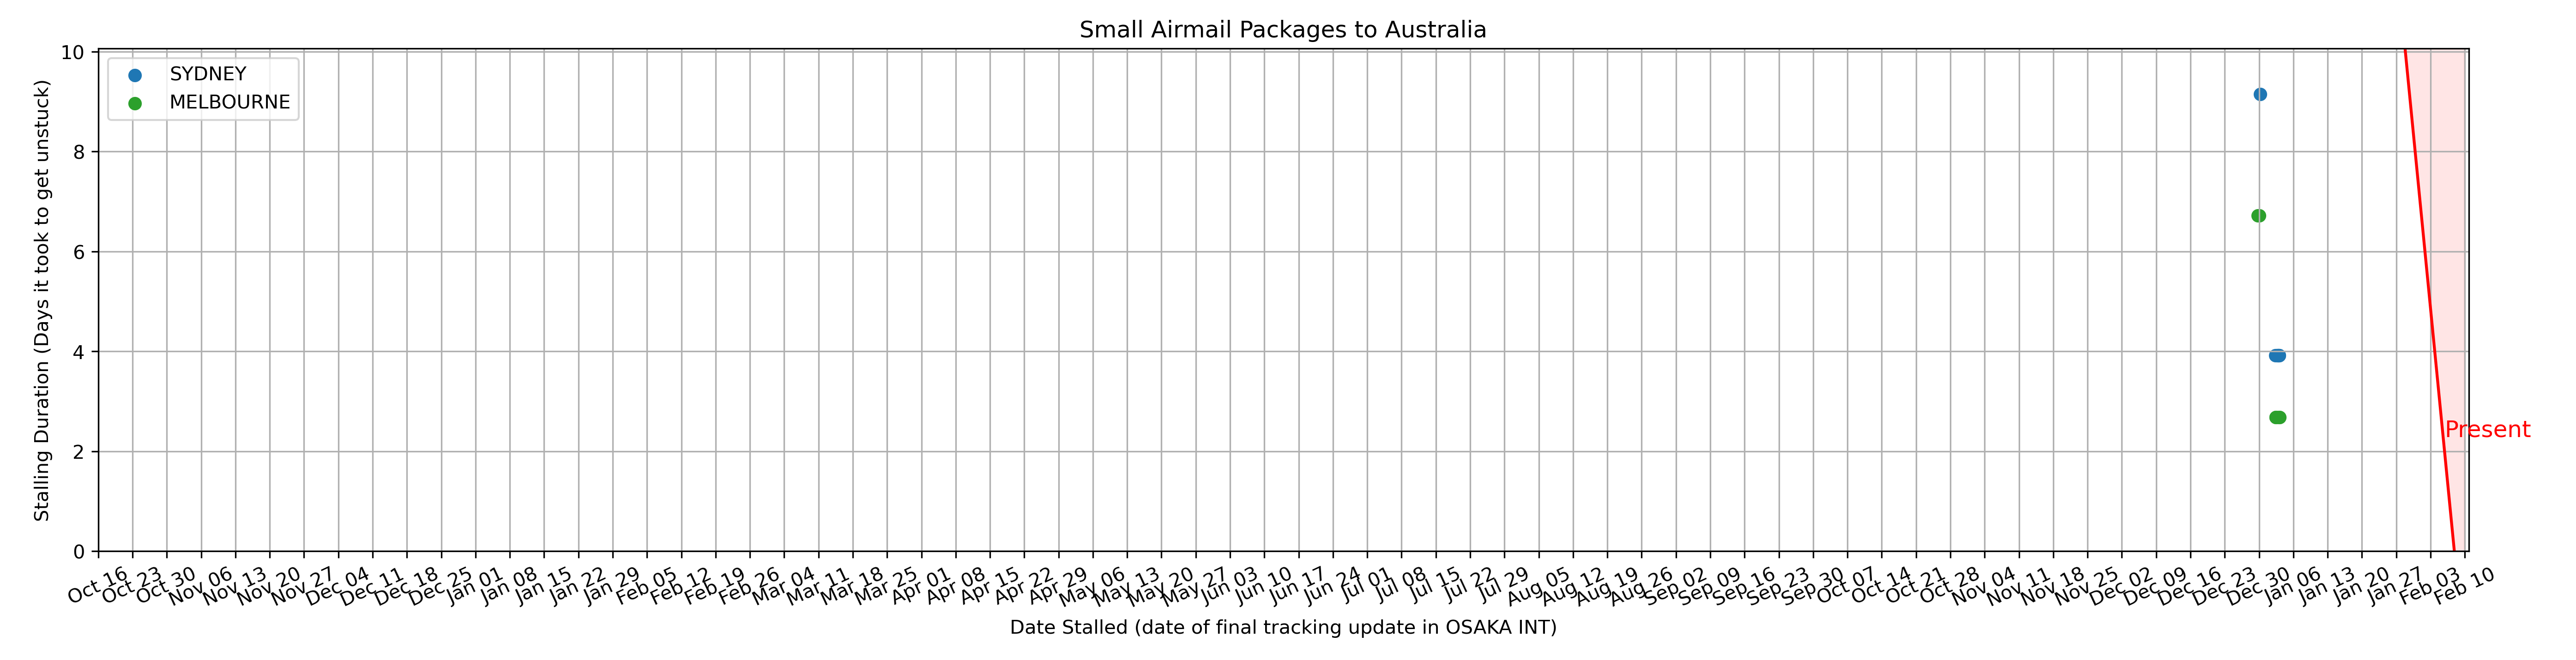 Small Airmail Packages to Australia
SYDNEY
MELBOURNE
Stalling Duration (Days it took to get unstuck)
10
8
6
4
2
0
Present
Oct 16
Oct 23
Oct 30
Nov 06
Nov 13
Nov 20
Nov 27
Dec 04
Dec 11
Dec 18
Dec 25
Jan 01
Jan 08
Jan 15
Jan 22
Jan 29
Feb 05
Feb 12
Feb 19
Feb 26
Mar 04
Mar 11
Mar 18
Mar 25
Apr 01
Apr 08
Apr 15
Apr 22
Apr 29
May 06
May 13
May 20
May 27
Jun 03
Jun 10
Jun 17
Jun 24
Jul 01
Jul 08
Jul 15
Jul 22
Jul 29
Aug 05
Aug 12
Aug 19
Aug 26
Sep 02
Sep 09
Sep 16
Sep 23
Sep 30
Oct 07
Oct 14
Oct 21
Oct 28
Nov 04
Nov 11
Nov 18
Nov 25
Dec 02
Dec 09
Dec 16
Dec 23
Dec 30
Jan 06
Jan 13
Jan 20
Jan 27
Feb 03
Feb 10
Date Stalled (date of final tracking update in OSAKA INT)